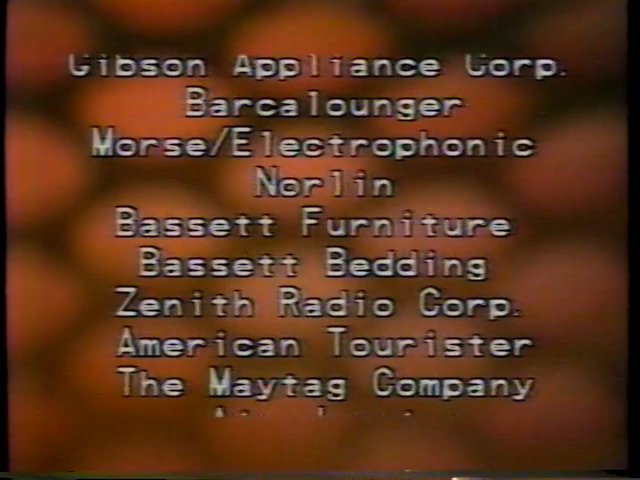 Gibson Appliance Corp.
Barcalounger
Morse/Electrophonic
Norlin
Bassett Furniture
Bassett Bedding
Zenith Radio Corp.
American Tourister
The Maytag Company